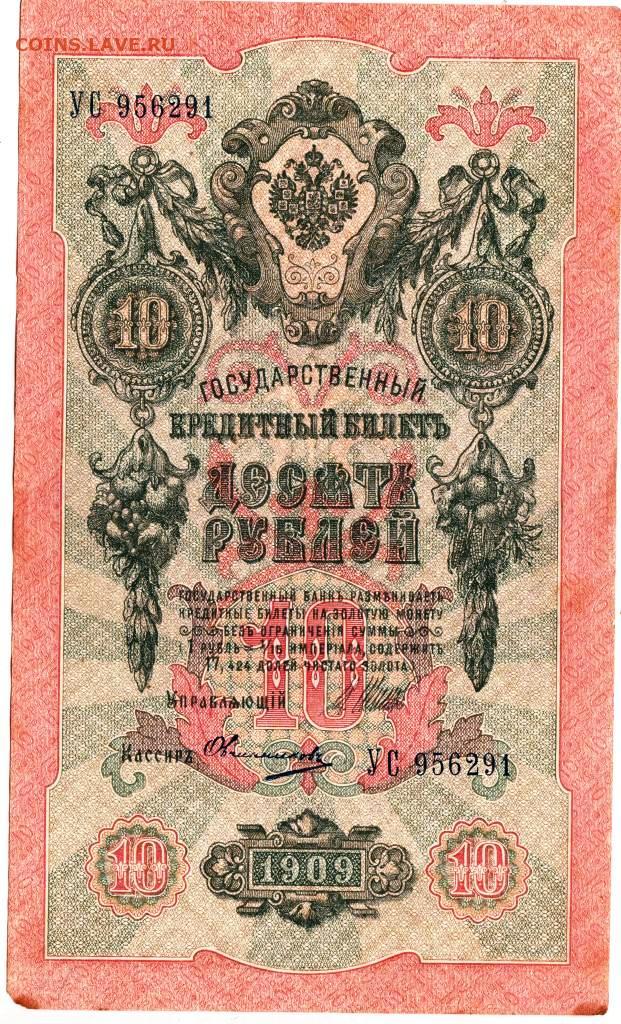 COINS.LAVE.RU
УС 956291
10 10
ГОСУДАРСТВЕННЫЙ
КРЕДИТНЫЙ БИЛЕТЪ
ДЕСЯТЬ
РУБЛЕЙ
ГОСУДАРСТВЕННЫЙ БАНКЪ РАЗМѢНИВАЕТЪ
КРЕДИТНЫЕ БИЛЕТЫ НА ЗОЛОТУЮ МОНЕТУ
БЕЗЪ ОГРАНИЧЕНІЯ СУММЫ
(1 РУБЛЬ = 1/15 ИМПЕРІАЛА, СОДЕРЖИТЪ
17,424 ДОЛЕЙ ЧИСТАГО ЗОЛОТА)
10
УПРАВЛЯЮЩІЙ
Кассиръ
УС 956291
10 1909 10